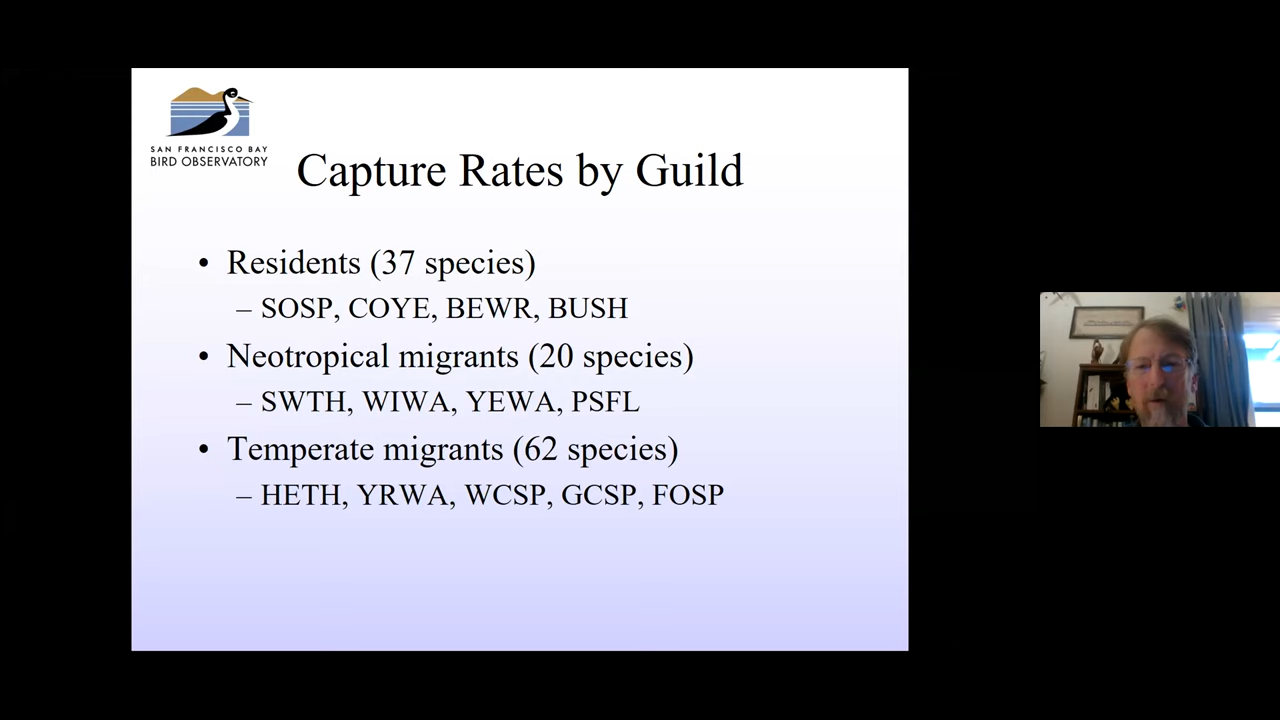 SAN FRANCISCO BAY
BIRD OBSERVATORY
Capture Rates by Guild
• Residents (37 species)
– SOSP, COYE, BEWR, BUSH
• Neotropical migrants (20 species)
– SWTH, WIWA, YEWA, PSFL
• Temperate migrants (62 species)
– HETH, YRWA, WCSP, GCSP, FOSP